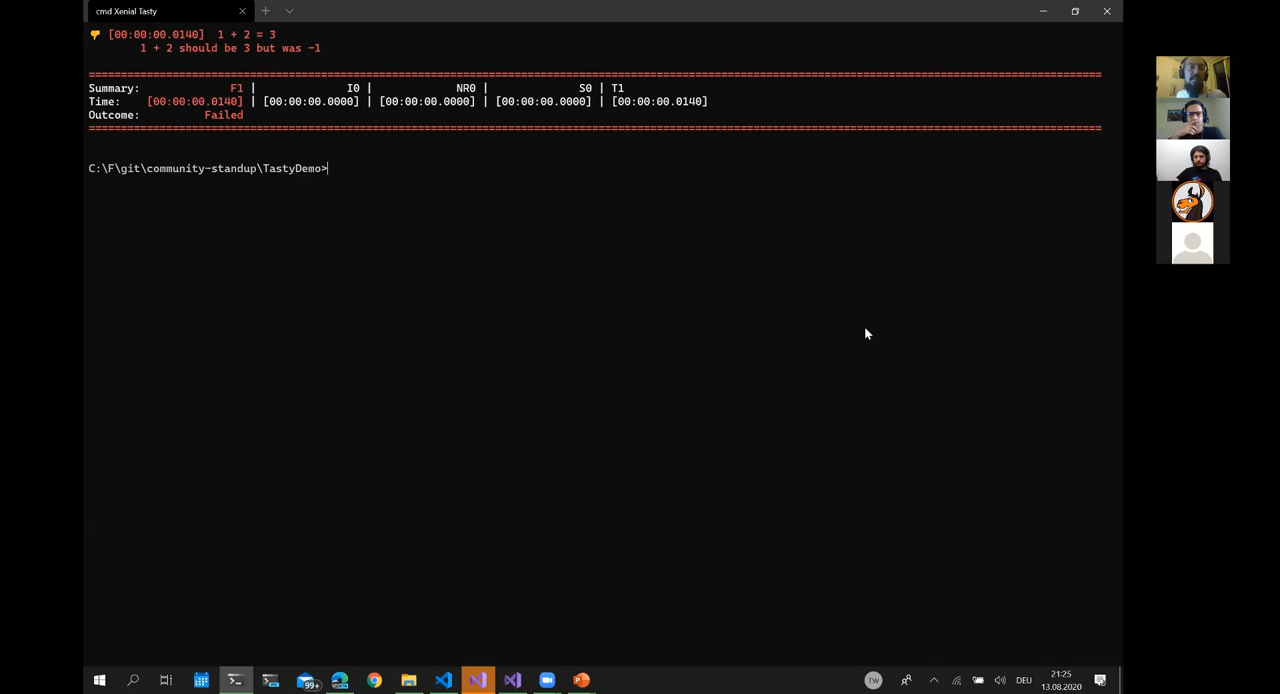 cmd Xenial Tasty
👎 [00:00:00.0140] 1 + 2 = 3
1 + 2 should be 3 but was -1
Summary: F1 | I0 | NR0 | S0 | T1
Time: [00:00:00.0140] | [00:00:00.0000] | [00:00:00.0000] | [00:00:00.0000] | [00:00:00.0140]
Outcome: Failed
C:\F\git\community-standup\TastyDemo>
99+
TW
DEU
21:25
13.08.2020